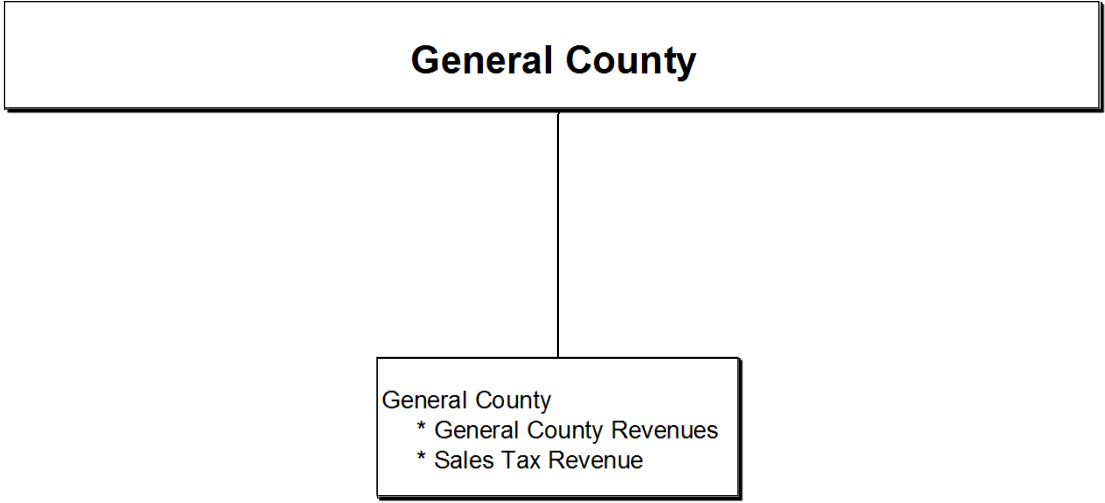 General County
General County
* General County Revenues
* Sales Tax Revenue